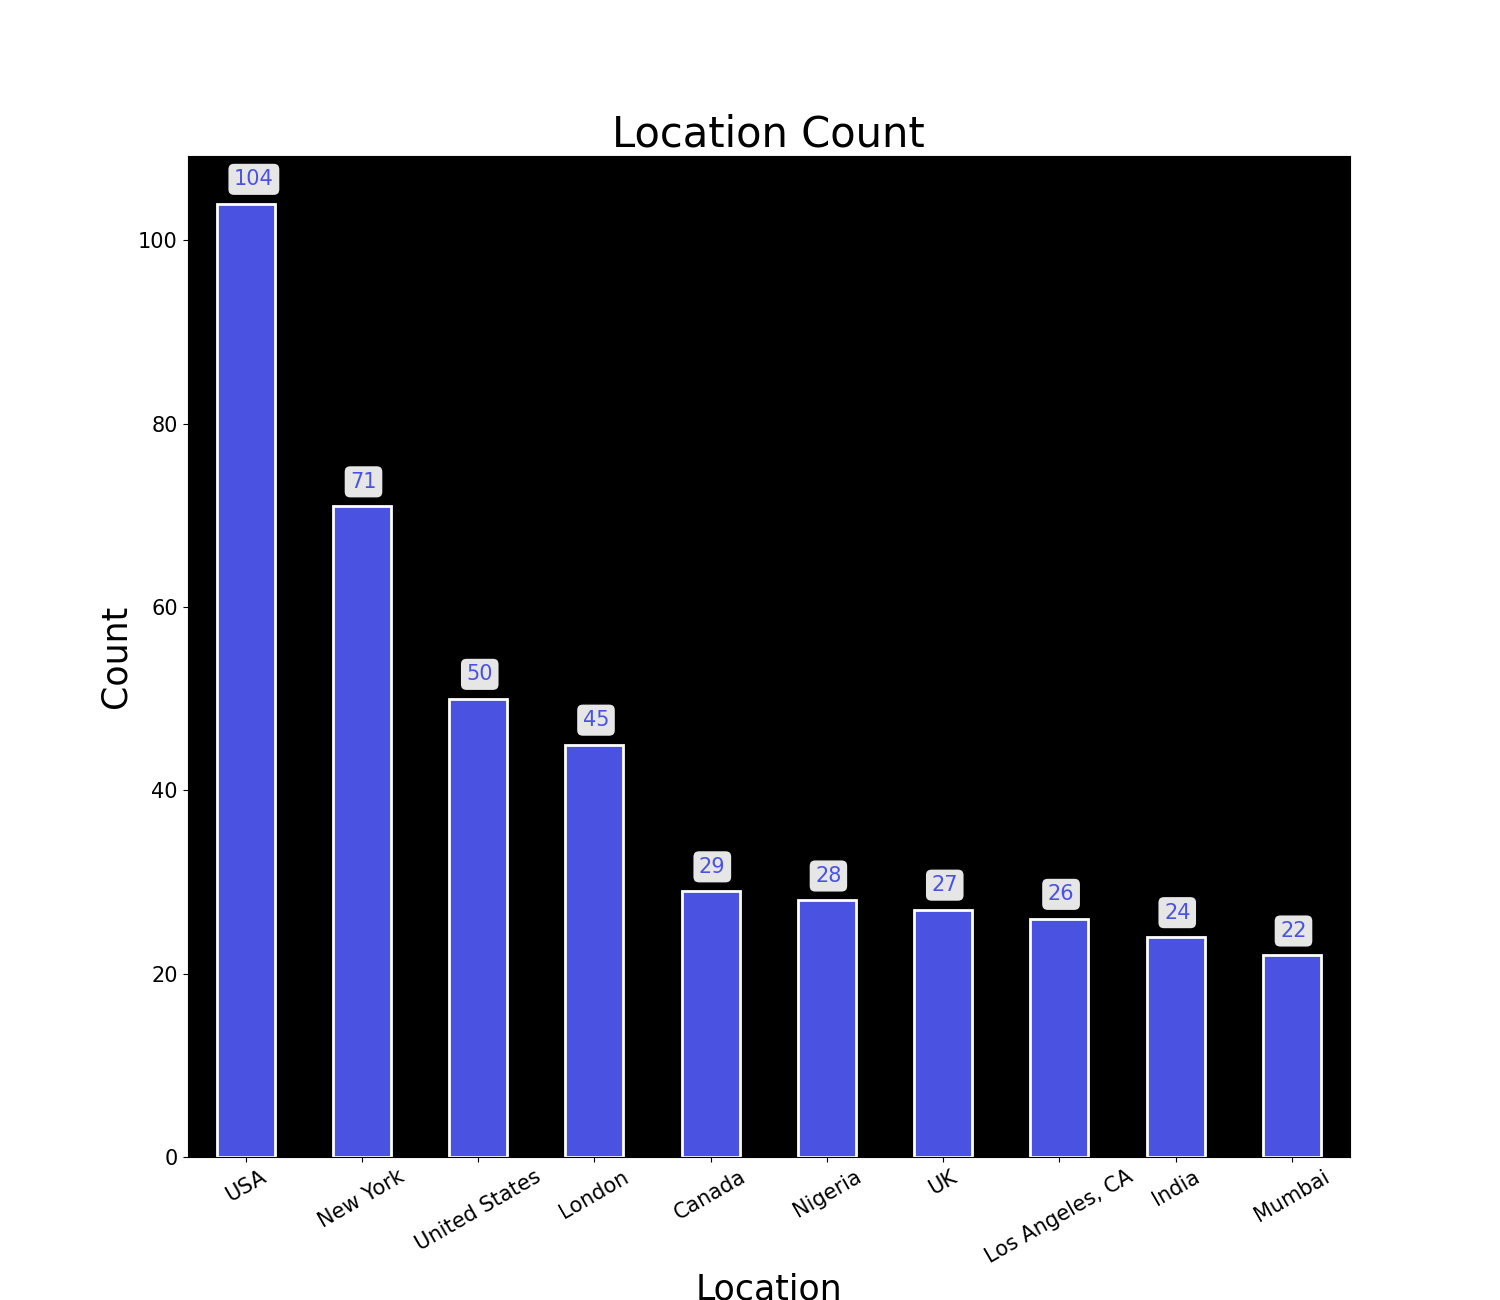 Location Count
104
71
50
45
29
28
27
26
24
22
100
80
60
40
20
0
Count
USA
New York
United States
London
Canada
Nigeria
UK
Los Angeles, CA
India
Mumbai
Location